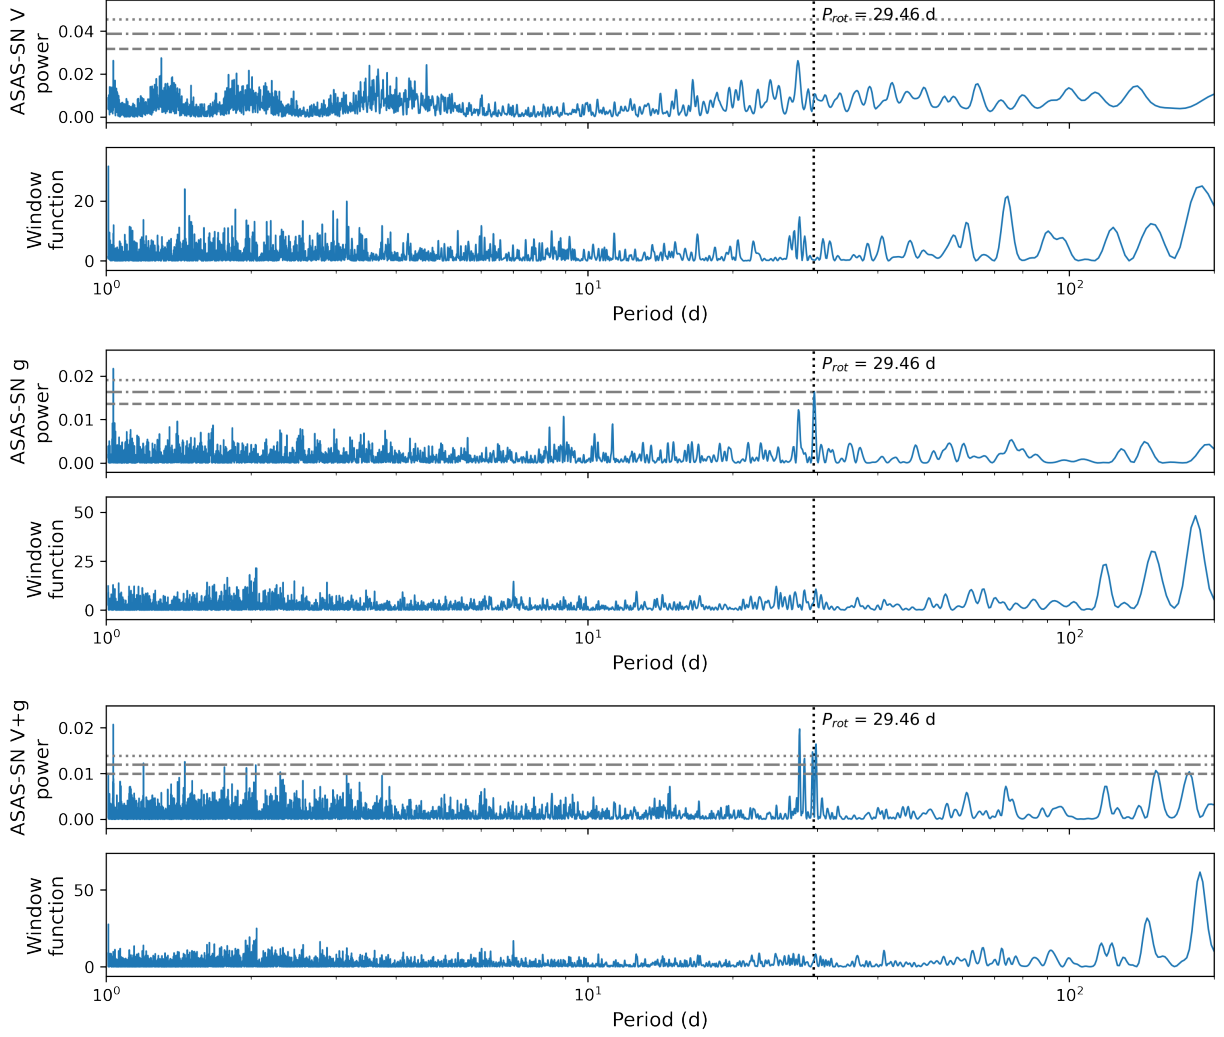 ASAS-SN V
power
0.04
0.02
0.00
P_rot = 29.46 d
Window
function
20
0
10^0
10^1
10^2
Period (d)
ASAS-SN g
power
0.02
0.01
0.00
P_rot = 29.46 d
Window
function
50
25
0
10^0
10^1
10^2
Period (d)
ASAS-SN V+g
power
0.02
0.01
0.00
P_rot = 29.46 d
Window
function
50
0
10^0
10^1
10^2
Period (d)